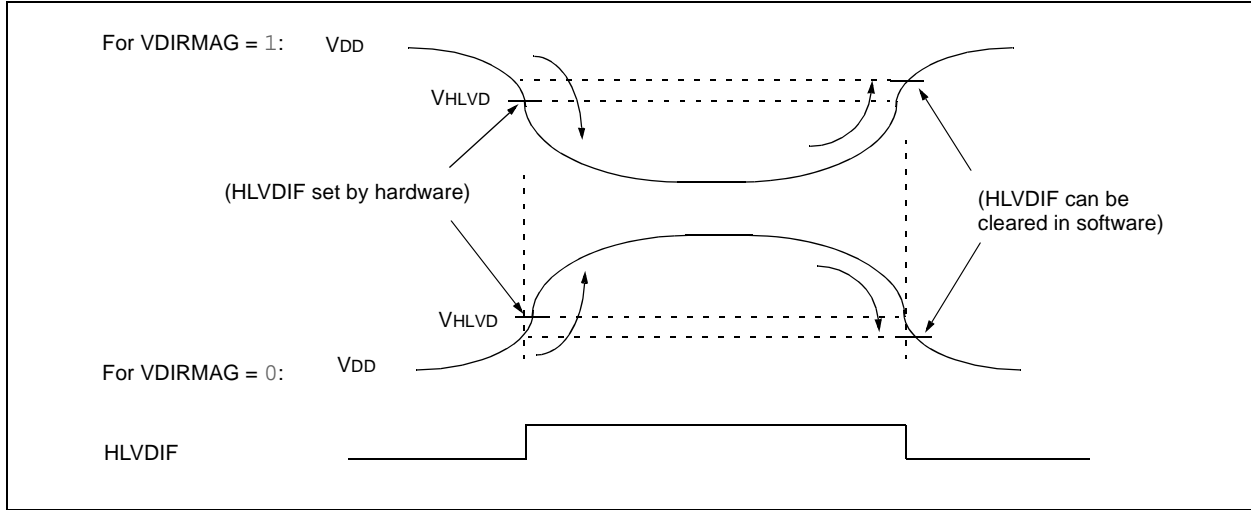 For VDIRMAG = 1: VDD
VHLVD
(HLVDIF set by hardware)
(HLVDIF can be
cleared in software)
VHLVD
For VDIRMAG = 0: VDD
HLVDIF